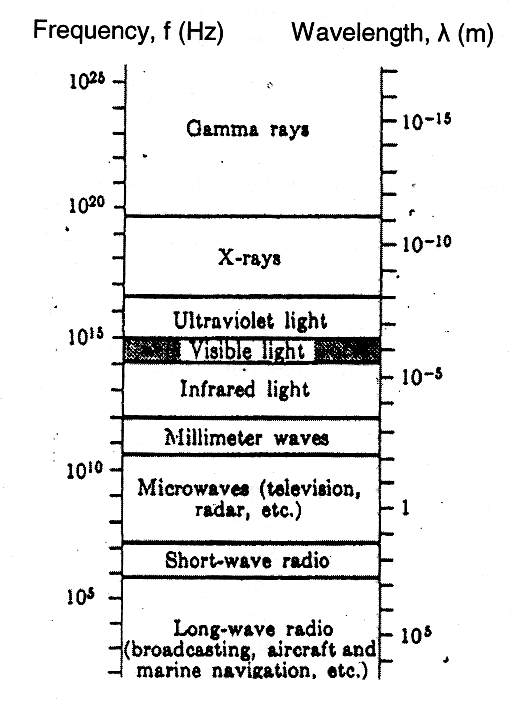 Frequency, f (Hz) Wavelength, λ (m)
10²⁵
Gamma rays
10⁻¹⁵
10²⁰
10⁻¹⁰
X-rays
Ultraviolet light
10¹⁵
Visible light
10⁻⁵
Infrared light
Millimeter waves
10¹⁰
Microwaves (television,
radar, etc.)
1
Short-wave radio
10⁵
Long-wave radio
10⁵
(broadcasting, aircraft and
marine navigation, etc.)